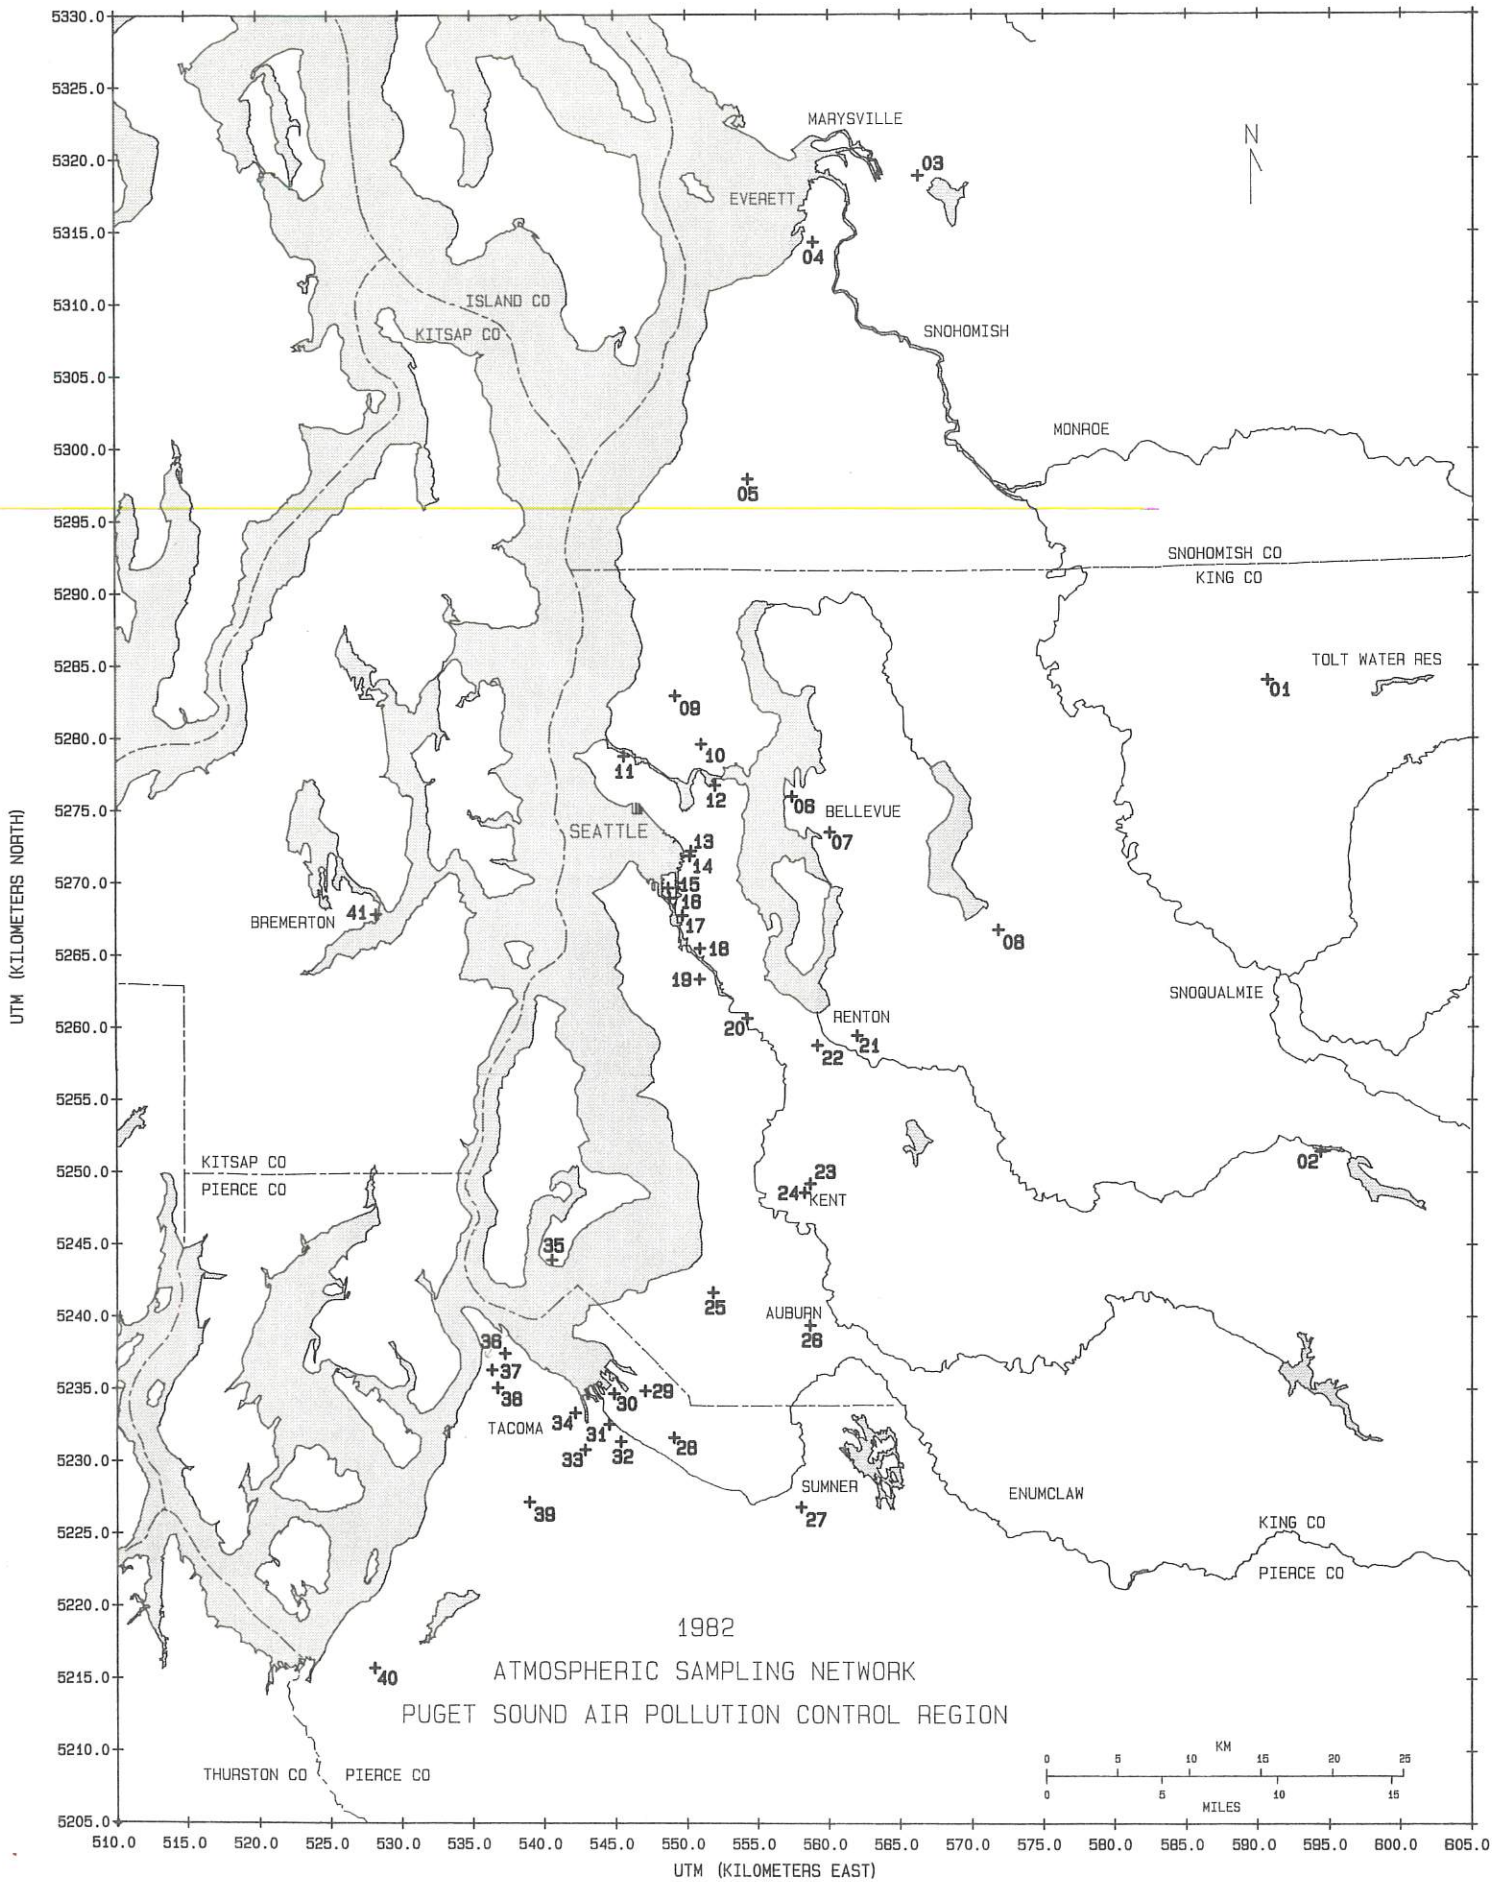 5330.0
5325.0
MARYSVILLE
N
5320.0
03
EVERETT
5315.0
04
5310.0
ISLAND CO
KITSAP CO
SNOHOMISH
5305.0
MONROE
5300.0
05
5295.0
SNOHOMISH CO
KING CO
5290.0
5285.0
TOLT WATER RES
01
09
5280.0
10
11
12
06
BELLEVUE
5275.0
SEATTLE
07
13
14
5270.0
15
16
BREMERTON
41
17
18
08
5265.0
19
SNOQUALMIE
5260.0
20
RENTON
21
22
UTM (KILOMETERS NORTH)
5255.0
5250.0
KITSAP CO
PIERCE CO
02
23
24
KENT
5245.0
35
25
5240.0
AUBURN
26
36
37
38
5235.0
29
30
TACOMA
34
31
28
33
32
5230.0
SUMNER
ENUMCLAW
39
27
5225.0
KING CO
PIERCE CO
5220.0
1982
ATMOSPHERIC SAMPLING NETWORK
PUGET SOUND AIR POLLUTION CONTROL REGION
40
5215.0
5210.0
THURSTON CO
PIERCE CO
KM
0 5 10 15 20 25
0 5 10 15
MILES
5205.0
510.0 515.0 520.0 525.0 530.0 535.0 540.0 545.0 550.0 555.0 560.0 565.0 570.0 575.0 580.0 585.0 590.0 595.0 600.0 605.0
UTM (KILOMETERS EAST)